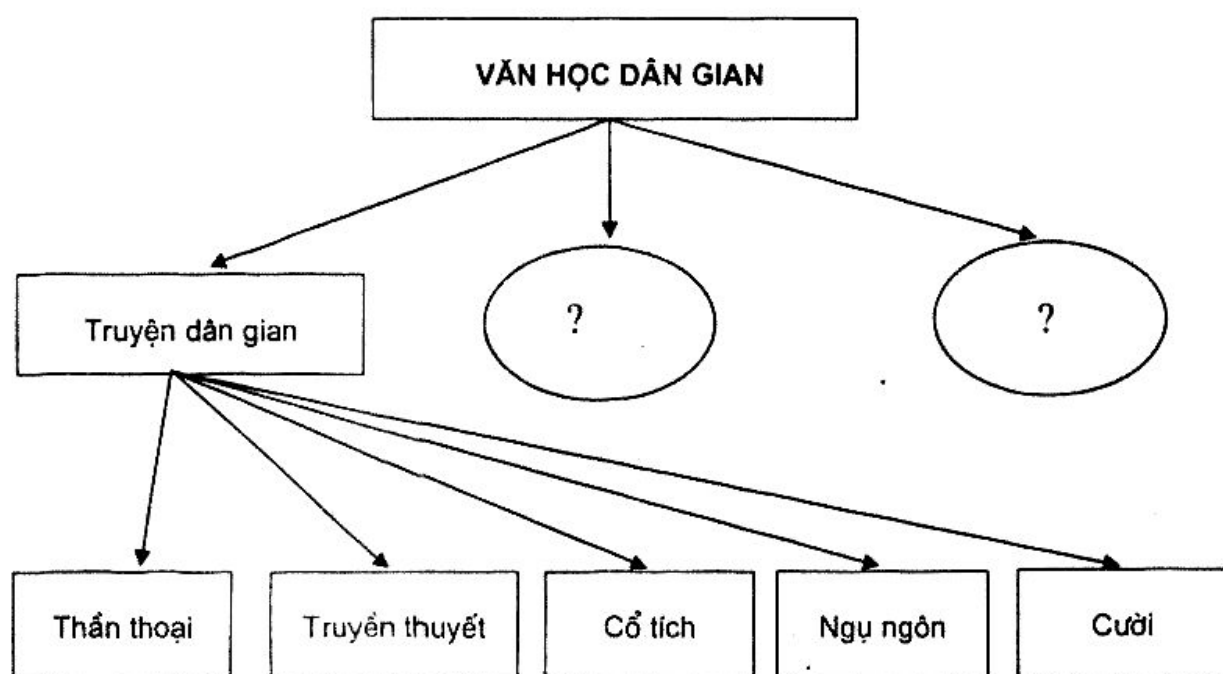 VĂN HỌC DÂN GIAN
Truyện dân gian
?
?
Thần thoại
Truyền thuyết
Cổ tích
Ngụ ngôn
Cười